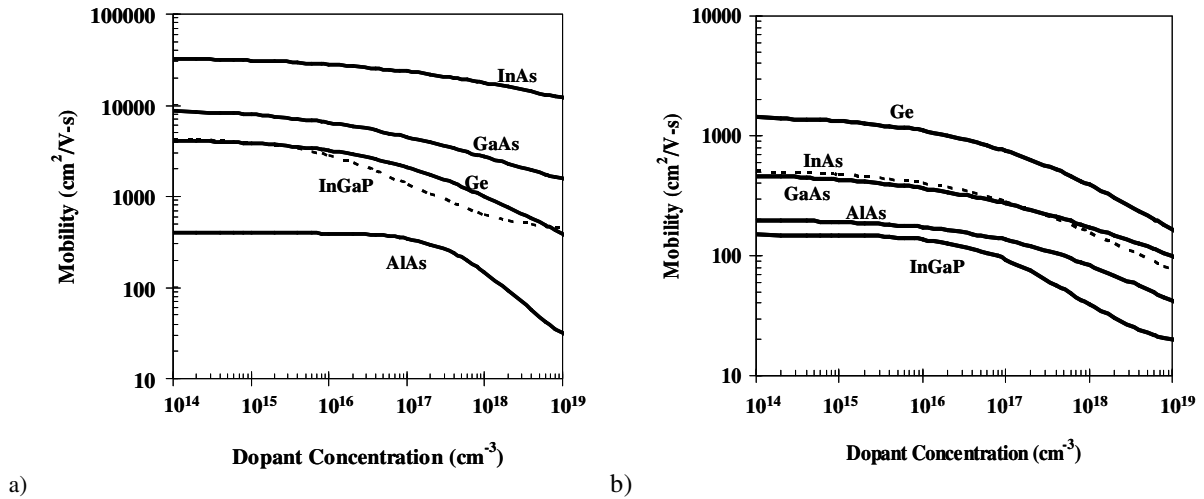 100000
10000
1000
100
10
Mobility (cm²/V-s)
InAs
GaAs
Ge
InGaP
AlAs
10¹⁴ 10¹⁵ 10¹⁶ 10¹⁷ 10¹⁸ 10¹⁹
Dopant Concentration (cm⁻³)
a)
10000
1000
100
10
Mobility (cm²/V-s)
Ge
InAs
GaAs
AlAs
InGaP
10¹⁴ 10¹⁵ 10¹⁶ 10¹⁷ 10¹⁸ 10¹⁹
Dopant Concentration (cm⁻³)
b)